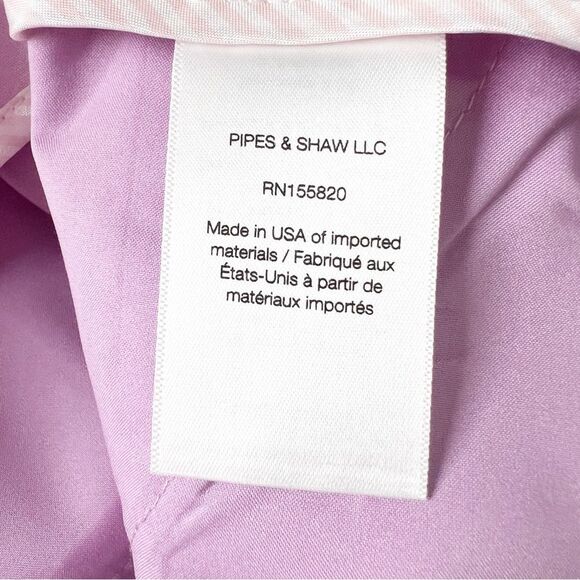 PIPES & SHAW LLC
RN155820
Made in USA of imported
materials / Fabriqué aux
États-Unis à partir de
matériaux importés